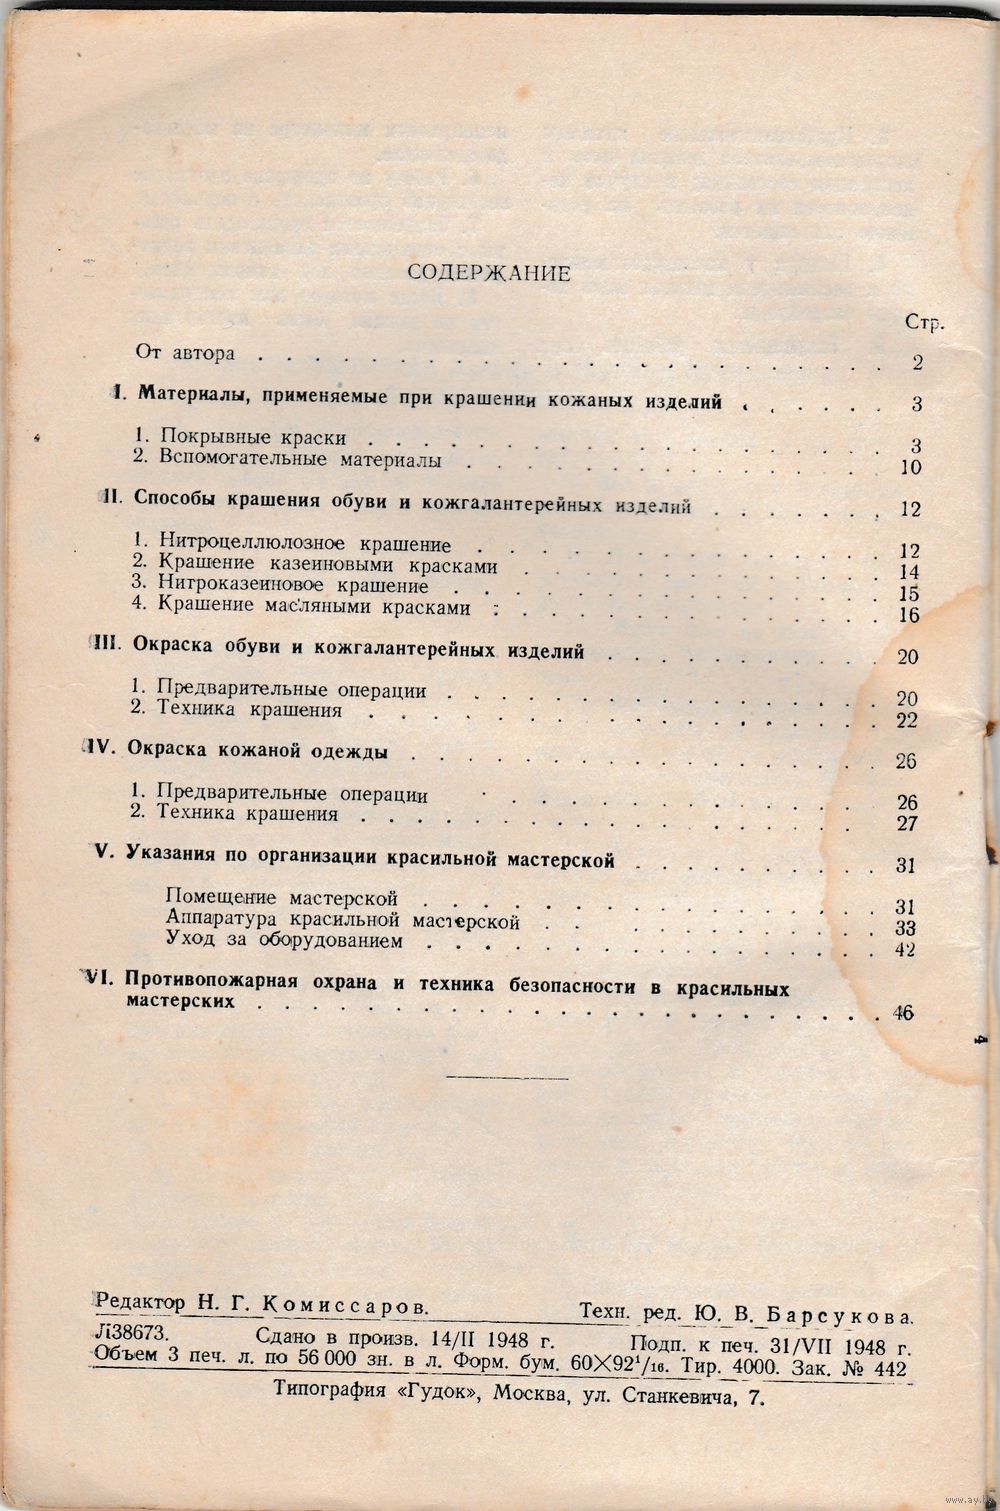 СОДЕРЖАНИЕ
Стр.
От автора . . . . . . . . . . . . . . . . . . . . . . 2
I. Материалы, применяемые при крашении кожаных изделий . . . . . . 3
1. Покрывные краски . . . . . . . . . . . . . . . . . . 3
2. Вспомогательные материалы . . . . . . . . . . . . . . . 10
II. Способы крашения обуви и кожгалантерейных изделий . . . . . . . 12
1. Нитроцеллюлозное крашение . . . . . . . . . . . . . . . 12
2. Крашение казеиновыми красками . . . . . . . . . . . . . 14
3. Нитроказеиновое крашение . . . . . . . . . . . . . . . 15
4. Крашение масляными красками . . . . . . . . . . . . . . 16
III. Окраска обуви и кожгалантерейных изделий . . . . . . . . . . 20
1. Предварительные операции . . . . . . . . . . . . . . . 20
2. Техника крашения . . . . . . . . . . . . . . . . . . 22
IV. Окраска кожаной одежды . . . . . . . . . . . . . . . . . 26
1. Предварительные операции . . . . . . . . . . . . . . 26
2. Техника крашения . . . . . . . . . . . . . . . . . . 27
V. Указания по организации красильной мастерской . . . . . . . . . 31
Помещение мастерской . . . . . . . . . . . . . . . . 31
Аппаратура красильной мастерской . . . . . . . . . . . . 33
Уход за оборудованием . . . . . . . . . . . . . . . . 42
VI. Противопожарная охрана и техника безопасности в красильных
мастерских . . . . . . . . . . . . . . . . . . . . . . . 46
Редактор Н. Г. Комиссаров. Техн. ред. Ю. В. Барсукова.
Л38673. Сдано в произв. 14/II 1948 г. Подп. к печ. 31/VII 1948 г.
Объем 3 печ. л. по 56 000 зн. в л. Форм. бум. 60X92¹/₁₆. Тир. 4000. Зак. № 442
Типография «Гудок», Москва, ул. Станкевича, 7.